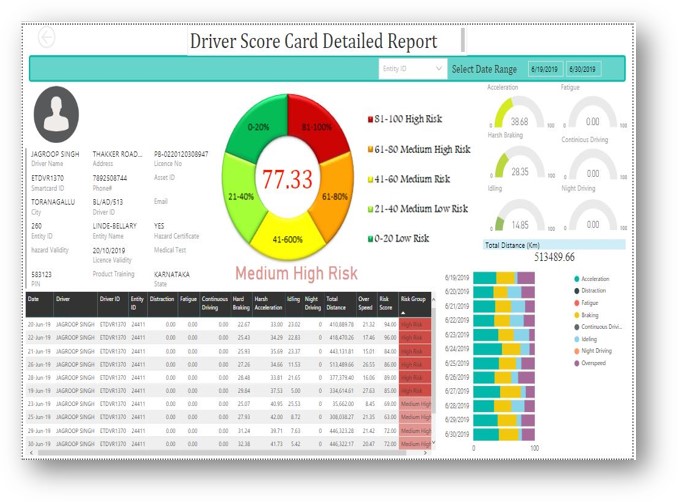 Driver Score Card Detailed Report
Entity ID
Select Date Range
6/19/2019
6/30/2019
JAGROOP SINGH THAKKER ROAD... PB-0220120308947
Driver Name Address Licence No
ETDVR1370 7892508744 Asset ID
Smartcard ID Phone#
TORANAGALLU BL/AD/513 Email
City Driver ID
260 LINDE-BELLARY YES
Entity ID Entity Name Hazard Certificate
hazard Validity 20/10/2019 Medical Test
Licence Validity
583123 Product Training KARNATAKA
PIN State
0-20%
81-100%
21-40%
61-80%
41-600%
77.33
Medium High Risk
81-100 High Risk
61-80 Medium High Risk
41-60 Medium Risk
21-40 Medium Low Risk
0-20 Low Risk
Acceleration Fatigue
38.68 0.00
0 100 0 100
Harsh Braking Continous Driving
28.35 0.00
0 100 0 100
Idling Night Driving
14.85 0.00
0 100 0 100
Total Distance (Km)
513489.66
Date Driver Driver ID Entity ID Distraction Fatigue Continuous Driving Hard Braking Harsh Acceleration Idling Night Driving Total Distance Over Speed Risk Score Risk Group
20-Jun-19 JAGROOP SINGH ETDVR1370 24411 0.00 0.00 0.00 22.67 33.00 23.02 0 410,889.78 21.32 94.00 High Risk
22-Jun-19 JAGROOP SINGH ETDVR1370 24411 0.00 0.00 0.00 25.43 34.29 22.83 0 418,470.26 17.46 96.00 High Risk
21-Jun-19 JAGROOP SINGH ETDVR1370 24411 0.00 0.00 0.00 25.93 35.69 23.37 0 443,131.81 15.01 84.00 High Risk
26-Jun-19 JAGROOP SINGH ETDVR1370 24411 0.00 0.00 0.00 27.26 34.66 11.53 0 513,489.66 26.55 86.00 High Risk
28-Jun-19 JAGROOP SINGH ETDVR1370 24411 0.00 0.00 0.00 28.48 33.81 21.65 0 377,379.40 16.06 89.00 High Risk
19-Jun-19 JAGROOP SINGH ETDVR1370 24411 0.00 0.00 0.00 29.84 37.53 5.00 0 334,614.01 27.63 85.00 High Risk
23-Jun-19 JAGROOP SINGH ETDVR1370 24411 0.00 0.00 0.00 25.07 40.95 25.53 0 35,562.00 8.45 69.00 Medium High
25-Jun-19 JAGROOP SINGH ETDVR1370 24411 0.00 0.00 0.00 27.93 42.00 8.72 0 308,038.27 21.35 63.00 Medium High
29-Jun-19 JAGROOP SINGH ETDVR1370 24411 0.00 0.00 0.00 31.24 39.71 7.63 0 446,323.28 21.42 72.00 Medium High
30-Jun-19 JAGROOP SINGH ETDVR1370 24411 0.00 0.00 0.00 32.38 41.73 5.42 0 446,322.17 20.47 72.00 Medium High
6/19/2019
6/20/2019
6/21/2019
6/22/2019
6/23/2019
6/24/2019
6/25/2019
6/26/2019
6/27/2019
6/28/2019
6/29/2019
6/30/2019
0 100
Acceleration
Distraction
Fatigue
Braking
Continuous Drivi...
Ideling
Night Driving
Overspeed